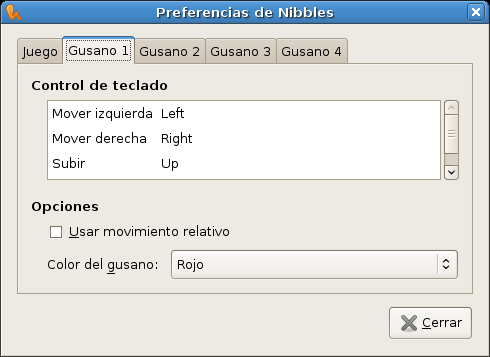 Preferencias de Nibbles
Juego Gusano 1 Gusano 2 Gusano 3 Gusano 4
Control de teclado
Mover izquierda Left
Mover derecha Right
Subir Up
Opciones
Usar movimiento relativo
Color del gusano: Rojo
Cerrar